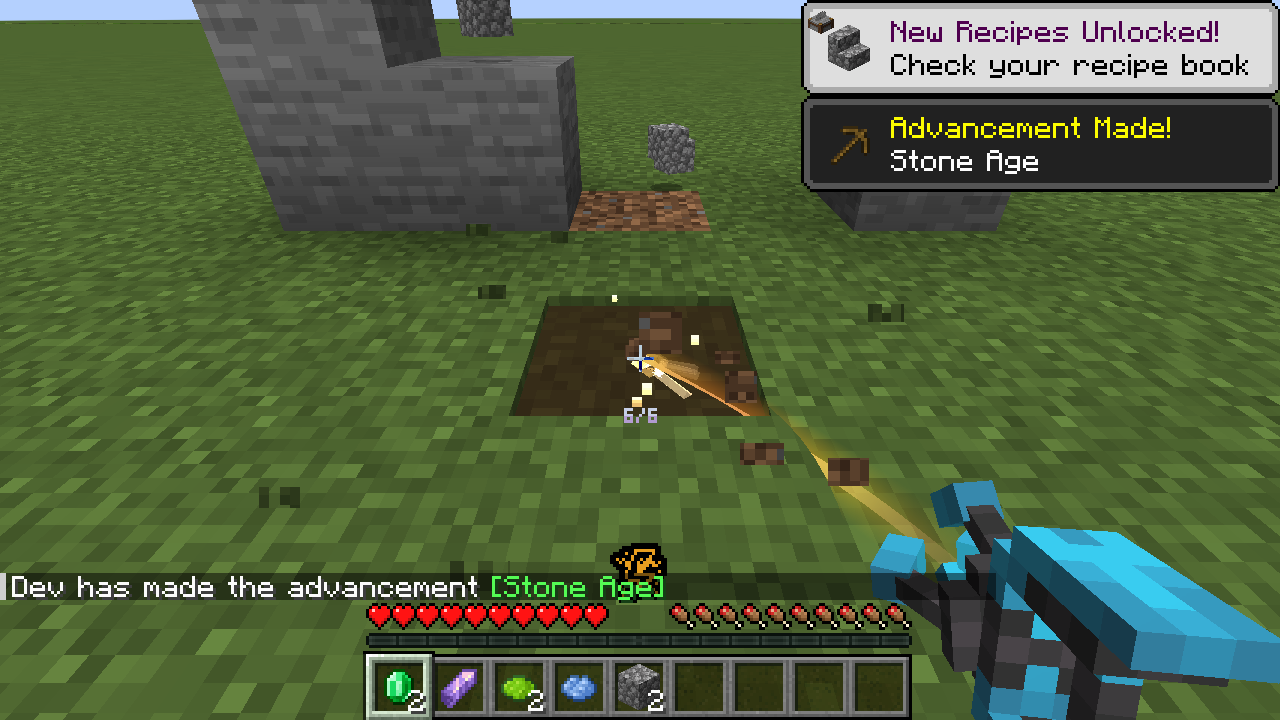 New Recipes Unlocked!
Check your recipe book
Advancement Made!
Stone Age
6/6
Dev has made the advancement [Stone Age]
2
2
2